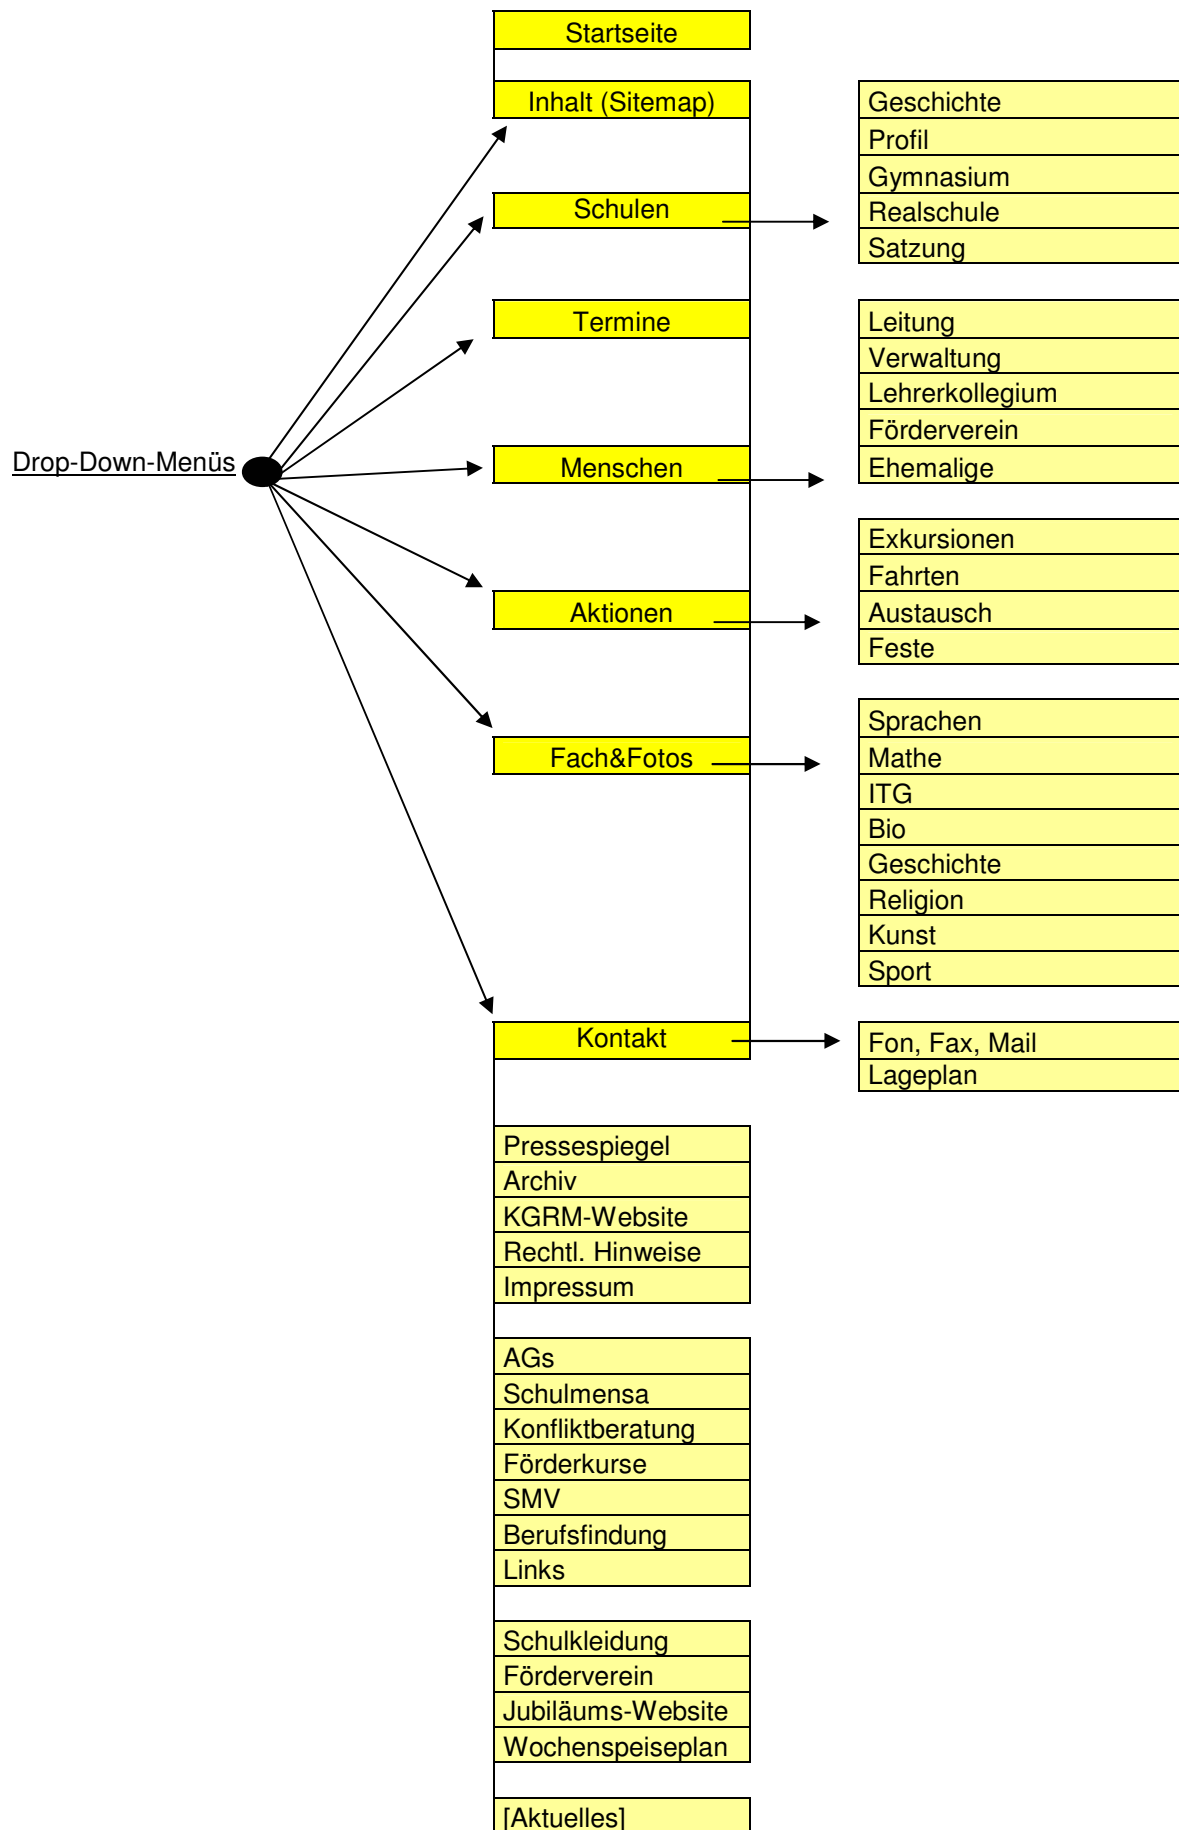 Startseite
Inhalt (Sitemap)
Geschichte
Profil
Gymnasium
Realschule
Satzung
Schulen
Termine
Leitung
Verwaltung
Lehrerkollegium
Förderverein
Ehemalige
Drop-Down-Menüs
Menschen
Exkursionen
Fahrten
Austausch
Feste
Aktionen
Sprachen
Mathe
ITG
Bio
Geschichte
Religion
Kunst
Sport
Fach&Fotos
Kontakt
Fon, Fax, Mail
Lageplan
Pressespiegel
Archiv
KGRM-Website
Rechtl. Hinweise
Impressum
AGs
Schulmensa
Konfliktberatung
Förderkurse
SMV
Berufsfindung
Links
Schulkleidung
Förderverein
Jubiläums-Website
Wochenspeiseplan
[Aktuelles]